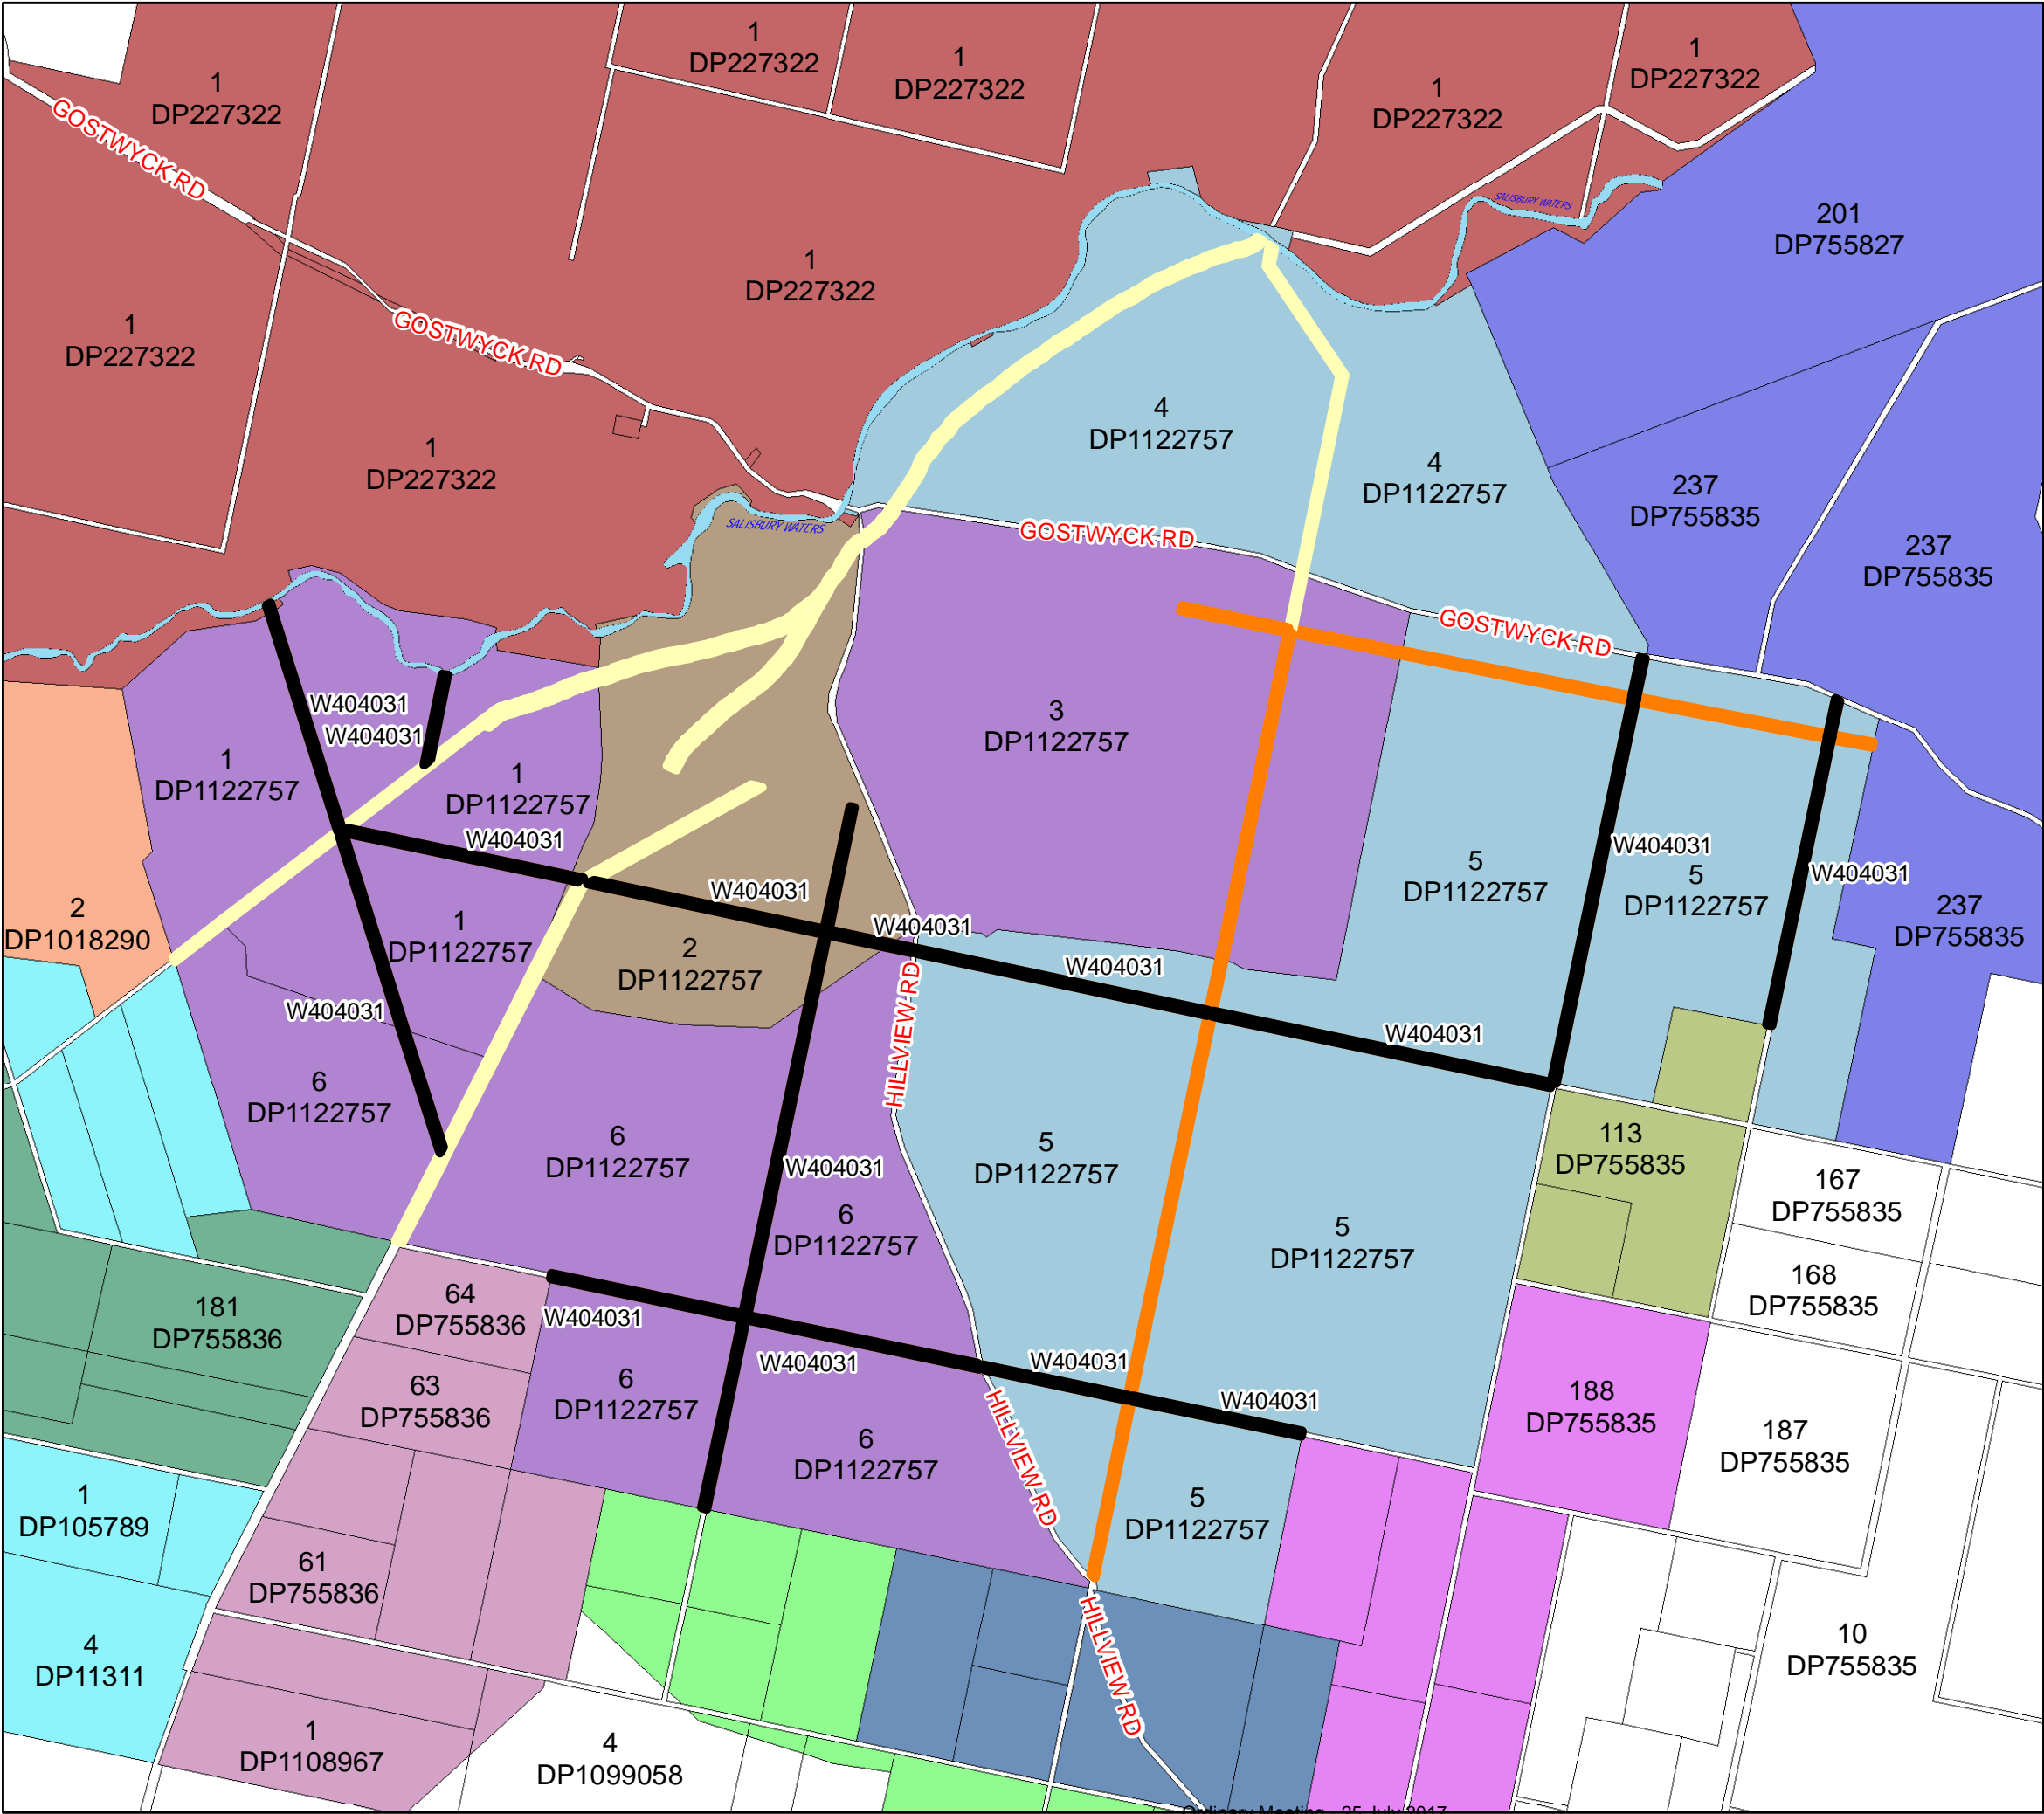 1
DP227322
1
DP227322
1
DP227322
1
DP227322
1
DP227322
GOSTWYCK RD
SALISBURY WATERS
201
DP755827
1
DP227322
1
DP227322
GOSTWYCK RD
4
DP1122757
1
DP227322
4
DP1122757
237
DP755835
SALISBURY WATERS
GOSTWYCK RD
237
DP755835
GOSTWYCK RD
W404031
W404031
3
DP1122757
1
DP1122757
1
DP1122757
W404031
W404031
5
DP1122757
W404031
5
DP1122757
W404031
2
DP1018290
1
DP1122757
2
DP1122757
W404031
W404031
237
DP755835
W404031
HILLVIEW RD
W404031
6
DP1122757
6
DP1122757
W404031
5
DP1122757
113
DP755835
167
DP755835
6
DP1122757
5
DP1122757
168
DP755835
181
DP755836
64
DP755836
W404031
W404031
W404031
W404031
63
DP755836
6
DP1122757
188
DP755835
187
DP755835
6
DP1122757
HILLVIEW RD
5
DP1122757
1
DP105789
61
DP755836
4
DP11311
HILLVIEW RD
10
DP755835
1
DP1108967
4
DP1099058
Ordinary Meeting - 25 July 2017